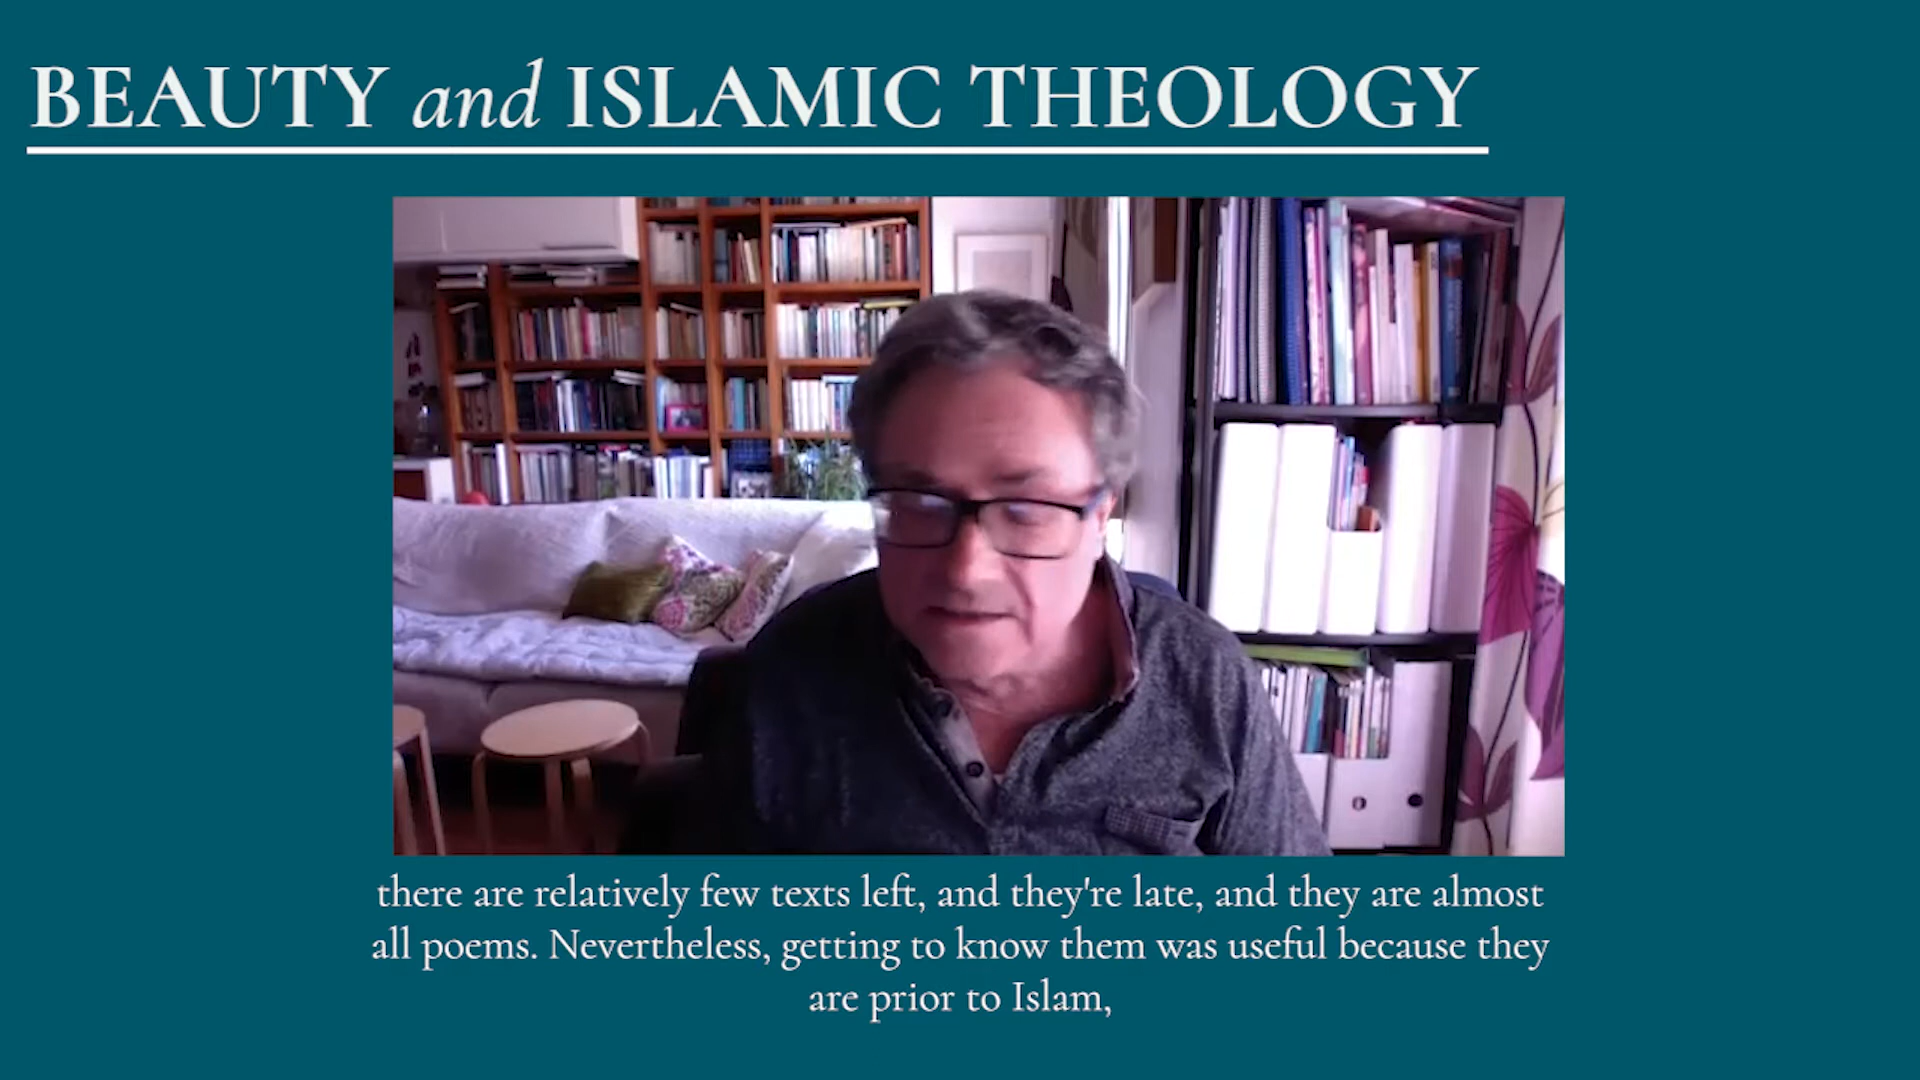 BEAUTY and ISLAMIC THEOLOGY
there are relatively few texts left, and they're late, and they are almost
all poems. Nevertheless, getting to know them was useful because they
are prior to Islam,